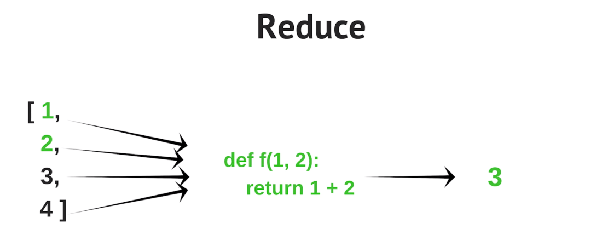 Reduce
[ 1,
2,
3,
4 ]
def f(1, 2):
return 1 + 2
3